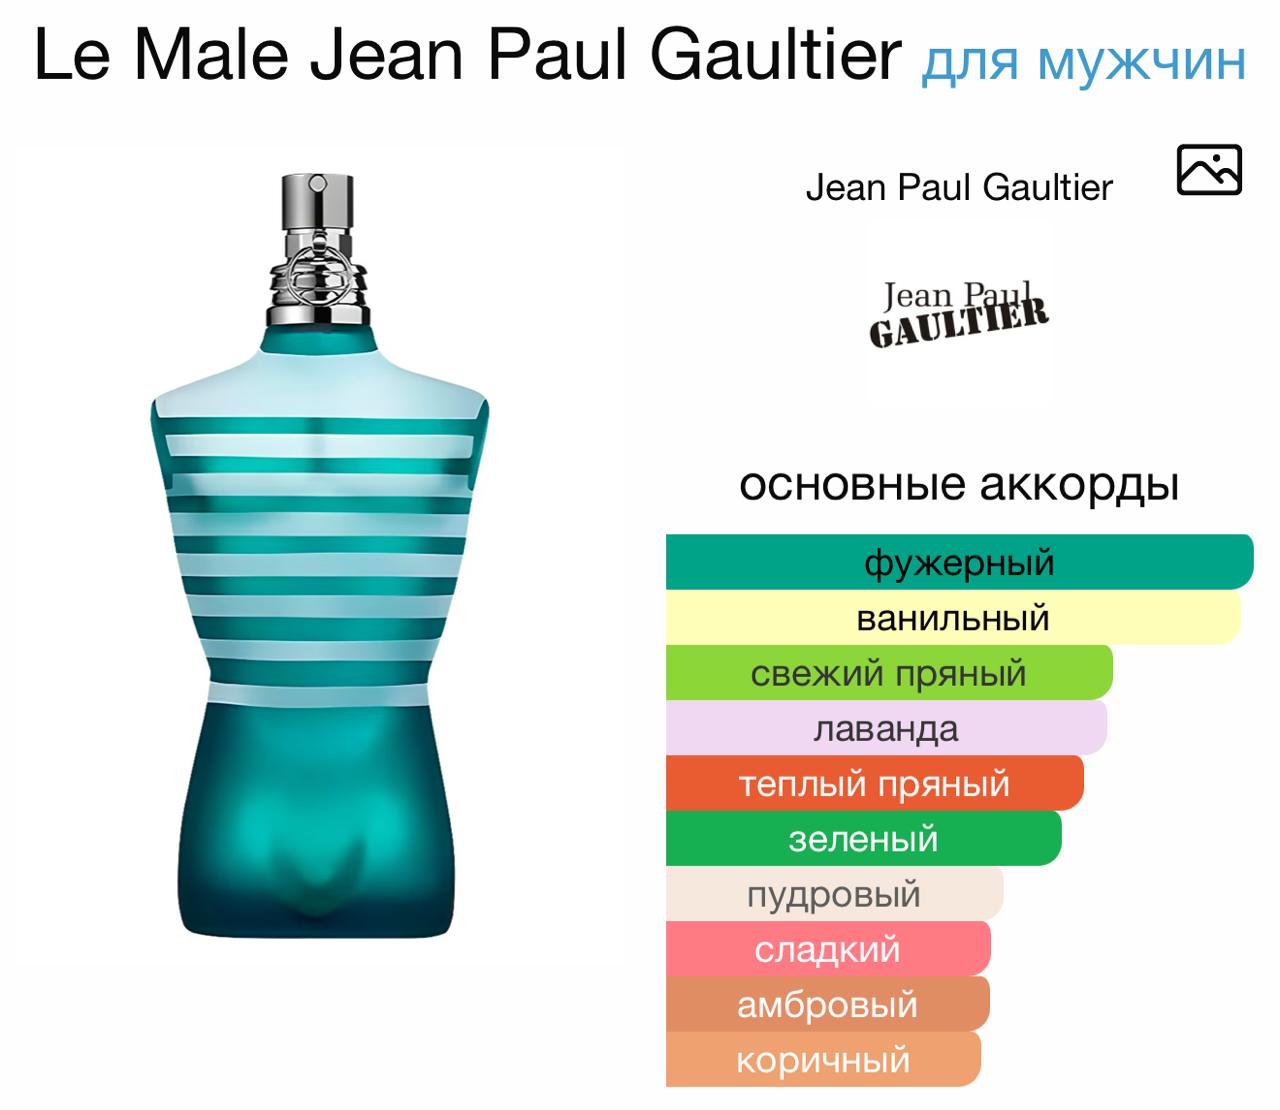 Le Male Jean Paul Gaultier для мужчин
Jean Paul Gaultier
Jean Paul
GAULTIER
основные аккорды
фужерный
ванильный
свежий пряный
лаванда
теплый пряный
зеленый
пудровый
сладкий
амбровый
коричный